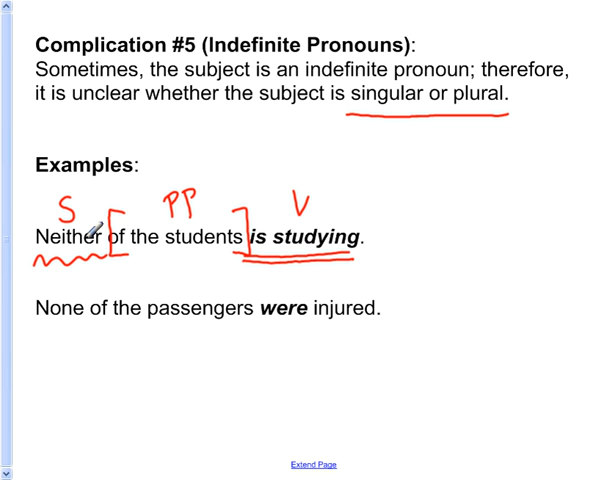 Complication #5 (Indefinite Pronouns):
Sometimes, the subject is an indefinite pronoun; therefore,
it is unclear whether the subject is singular or plural.
Examples:
S PP V
Neither of the students is studying.
None of the passengers were injured.
Extend Page